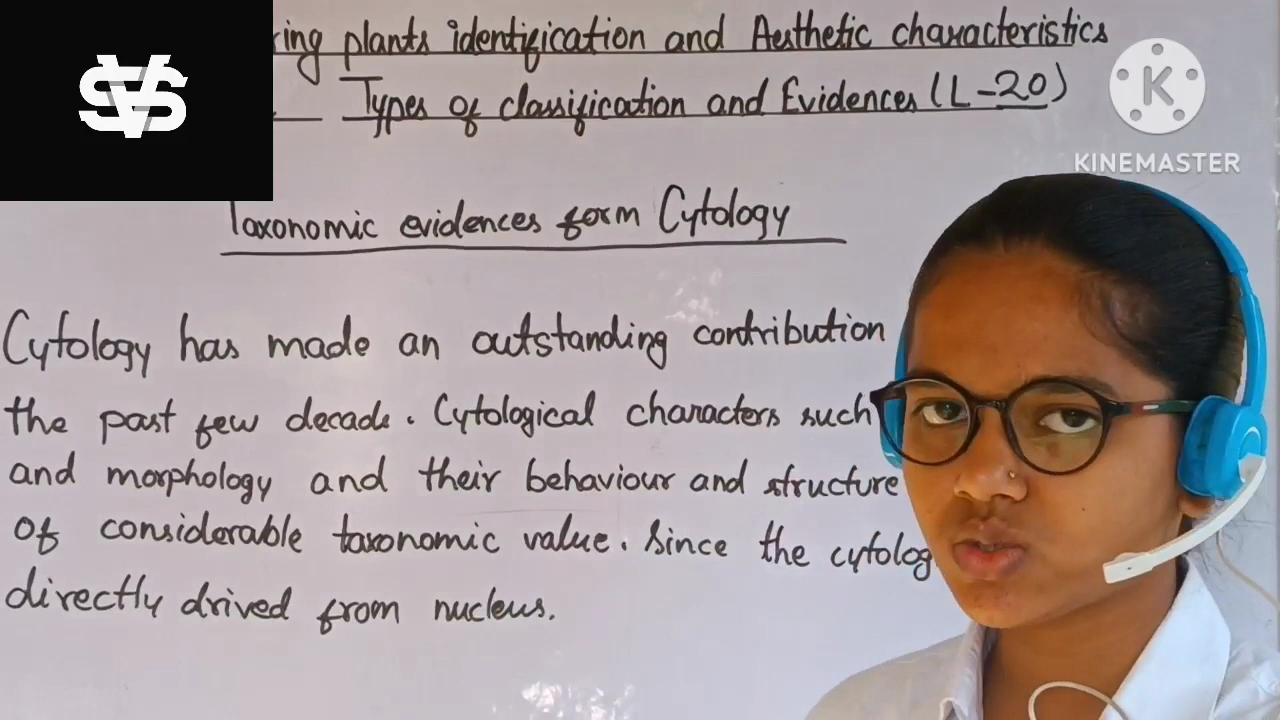 ring plants identification and Aesthetic characteristics
Types of classification and Evidences (L-20)
Taxonomic evidences form Cytology
Cytology has made an outstanding contribution
the past few decade. Cytological characters such
and morphology and their behaviour and structure
of considerable taxonomic value. Since the cytolog
directly drived from nucleus.
K
KINEMASTER